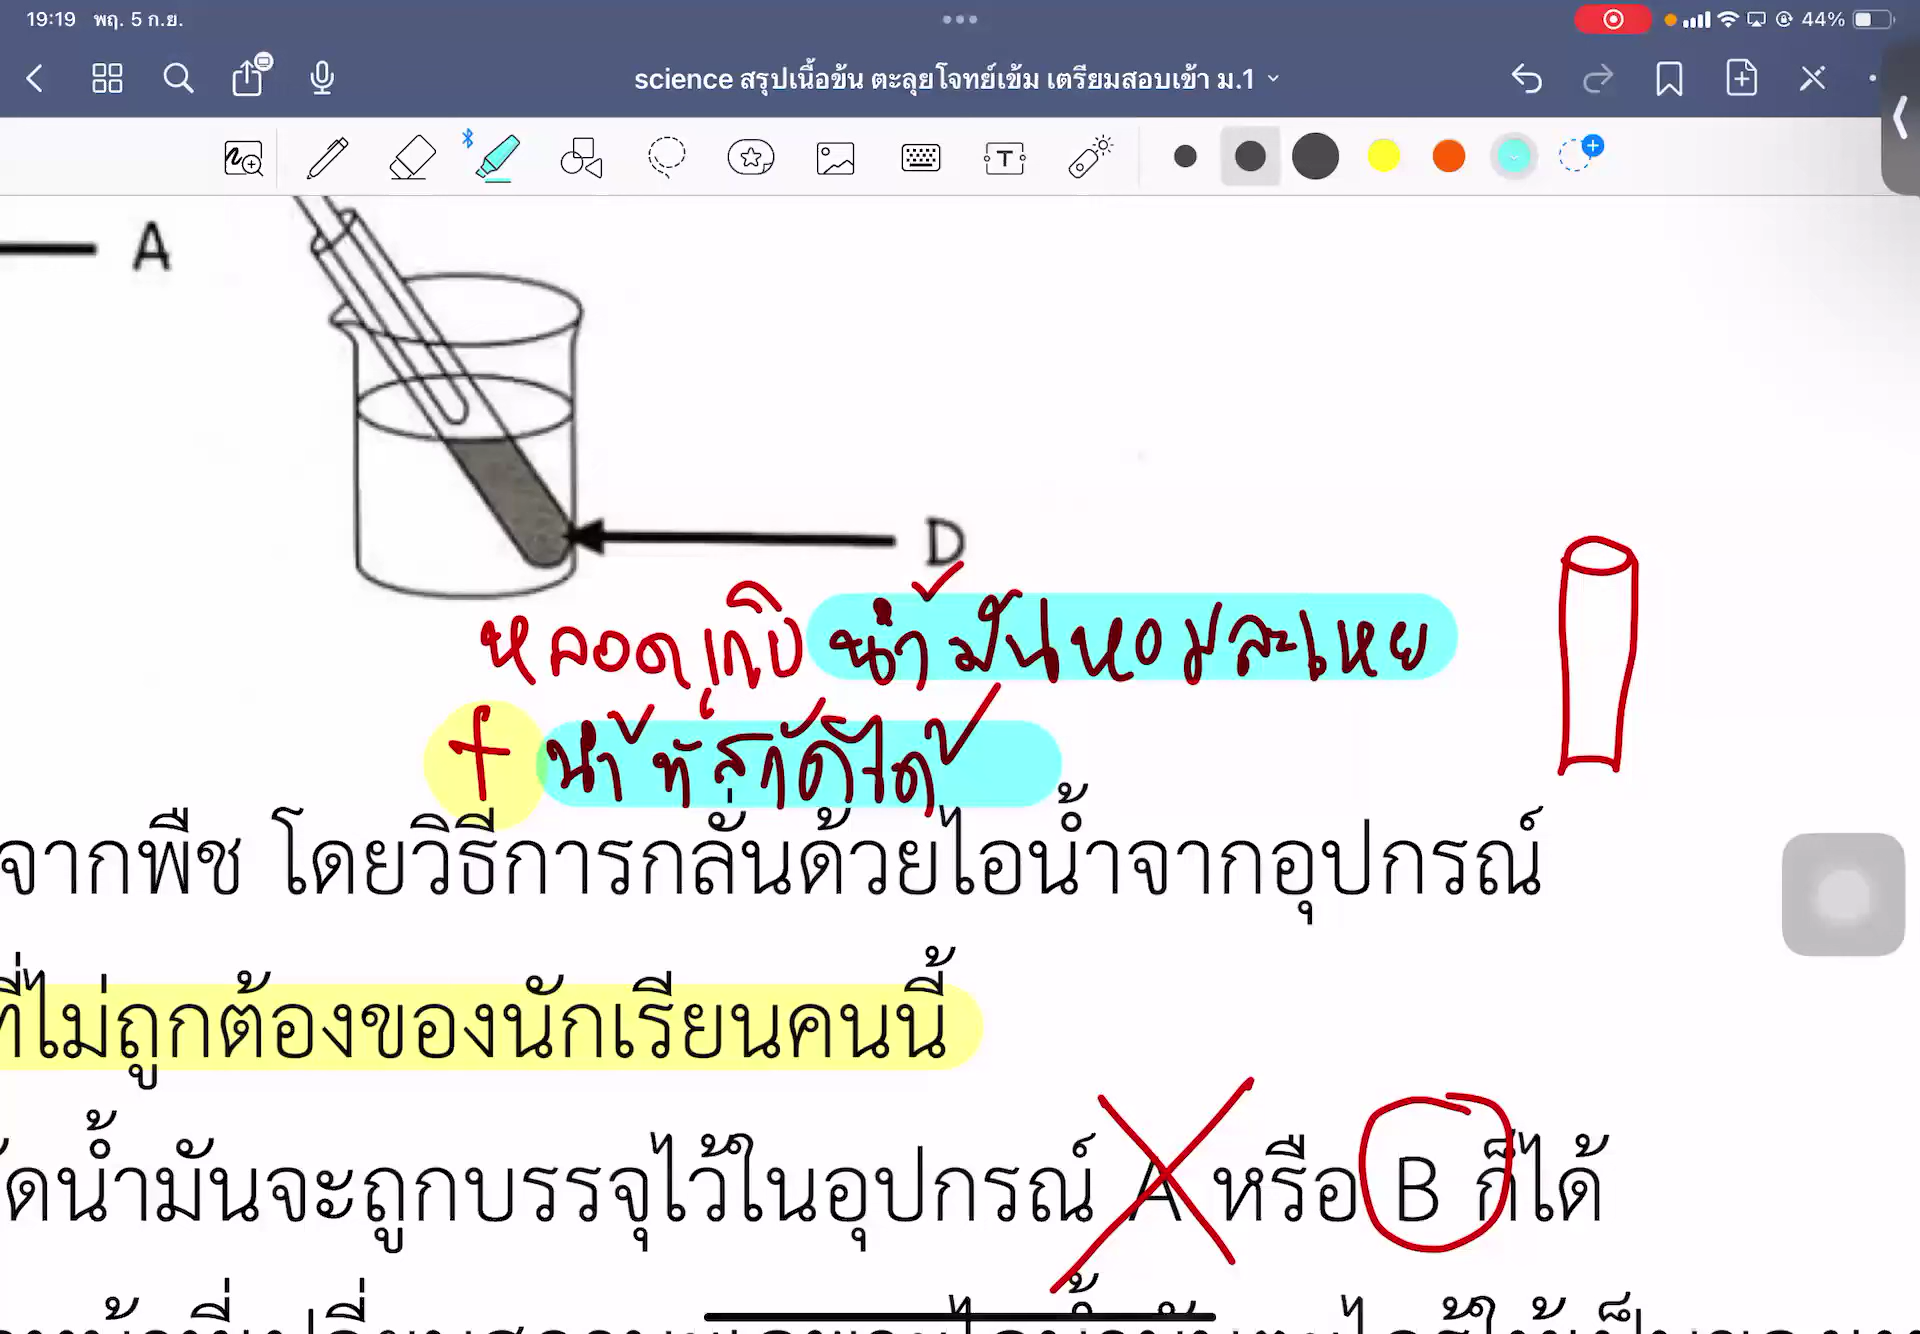 19:19 พฤ. 5 ก.ย.
44%
science สรุปเนื้อข้น ตะลุยโจทย์เข้ม เตรียมสอบเข้า ม.1
T
A
D
หลอดเก็บ น้ำมันหอมละเหย
+ น้ำที่สกัดได้
จากพืช โดยวิธีการกลั่นด้วยไอน้ำจากอุปกรณ์
ที่ไม่ถูกต้องของนักเรียนคนนี้
น้ำมันจะถูกบรรจุไว้ในอุปกรณ์ A หรือ B ก็ได้